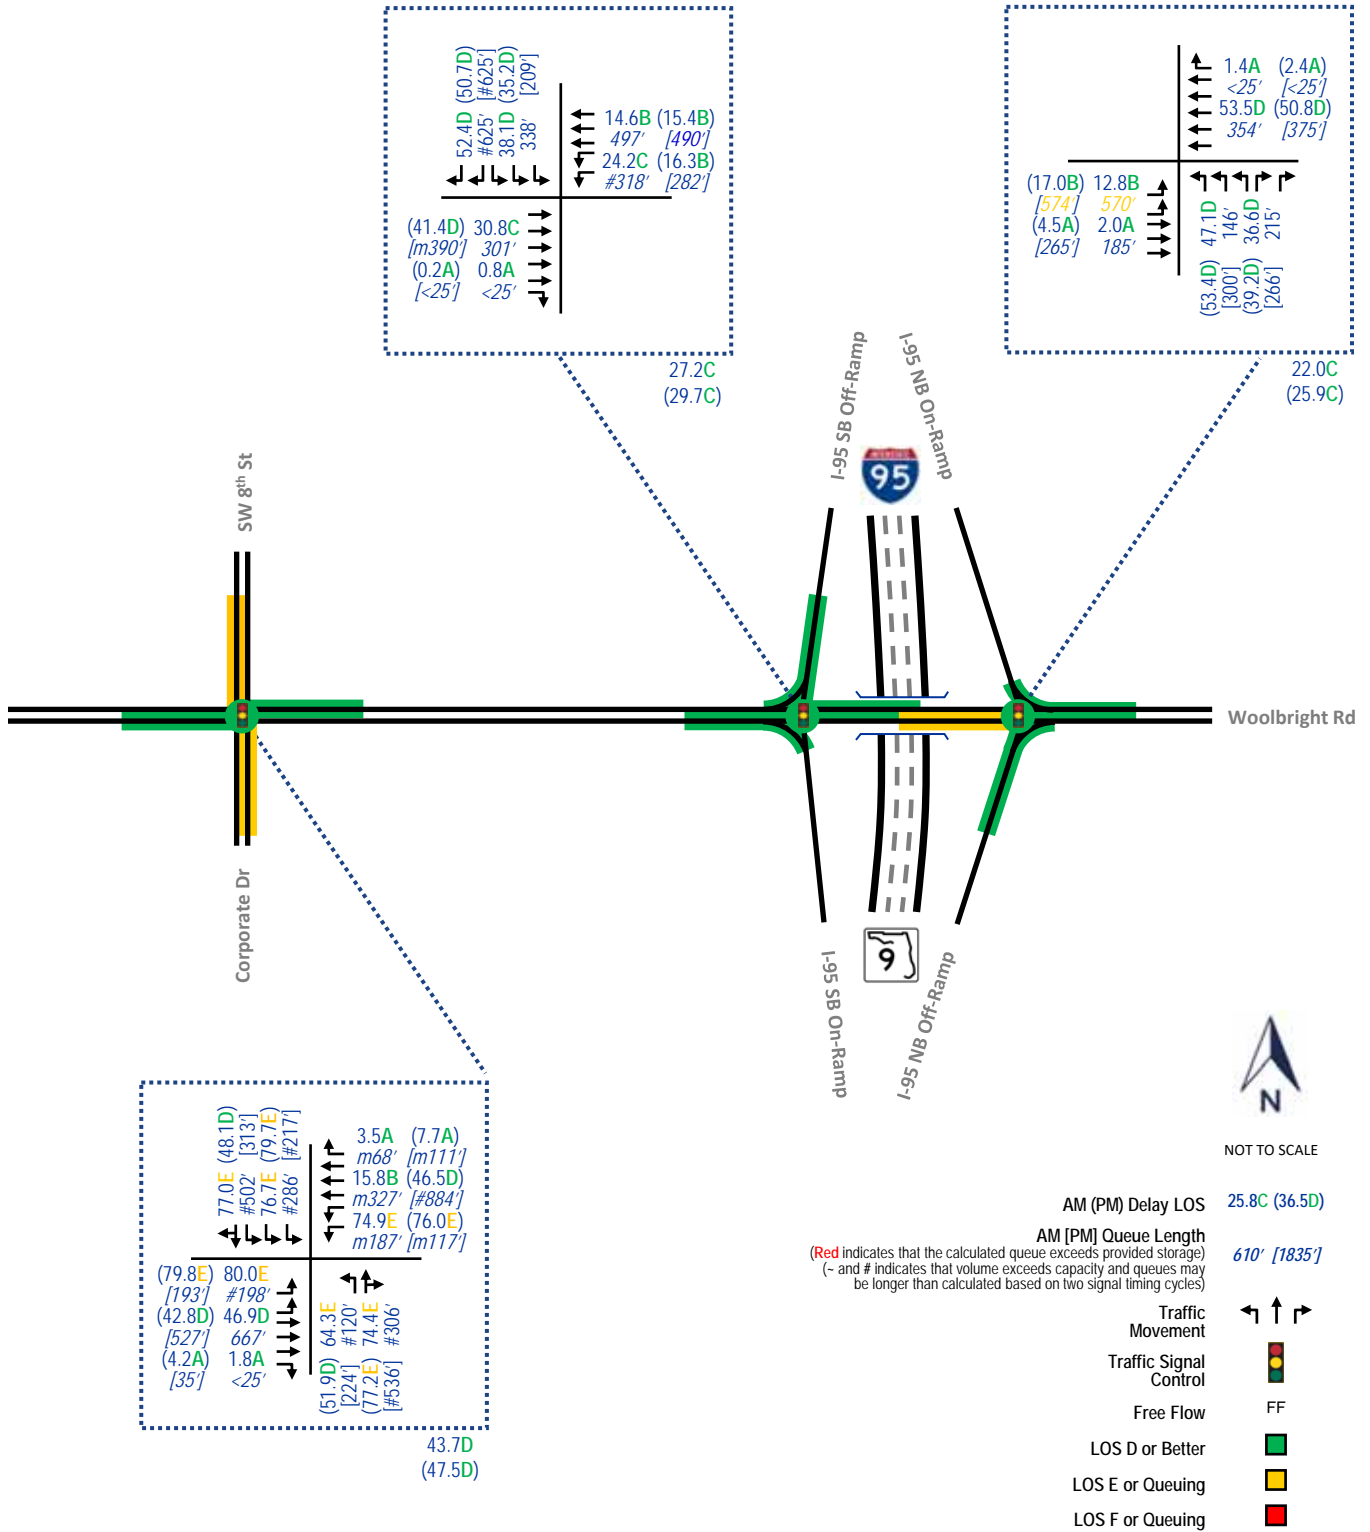 52.4D (50.7D)
#625' [#625']
38.1D (35.2D)
338' [209']
14.6B (15.4B)
497' [490']
24.2C (16.3B)
#318' [282']
(41.4D) 30.8C
[m390'] 301'
(0.2A) 0.8A
[<25'] <25'
27.2C
(29.7C)
1.4A (2.4A)
<25' [<25']
53.5D (50.8D)
354' [375']
(17.0B) 12.8B
[574'] 570'
(4.5A) 2.0A
[265'] 185'
(53.4D) 47.1D
[300'] 146'
(39.2D) 36.6D
[266'] 215'
22.0C
(25.9C)
I-95 SB Off-Ramp
I-95 NB On-Ramp
INTERSTATE
95
SW 8th St
Woolbright Rd
Corporate Dr
9
I-95 SB On-Ramp
I-95 NB Off-Ramp
77.0E (48.1D)
#502' [313']
76.7E (79.7E)
#286' [#217']
3.5A (7.7A)
m68' [m111']
15.8B (46.5D)
m327' [#884']
74.9E (76.0E)
m187' [m117']
(79.8E) 80.0E
[193'] #198'
(42.8D) 46.9D
[527'] 667'
(4.2A) 1.8A
[35'] <25'
(51.9D) 64.3E
[224'] #120'
(77.2E) 74.4E
[#536'] #306'
43.7D
(47.5D)
N
NOT TO SCALE
AM (PM) Delay LOS 25.8C (36.5D)
AM [PM] Queue Length
(Red indicates that the calculated queue exceeds provided storage)
(~ and # indicates that volume exceeds capacity and queues may
be longer than calculated based on two signal timing cycles)
610' [1835']
Traffic
Movement
Traffic Signal
Control
Free Flow FF
LOS D or Better
LOS E or Queuing
LOS F or Queuing